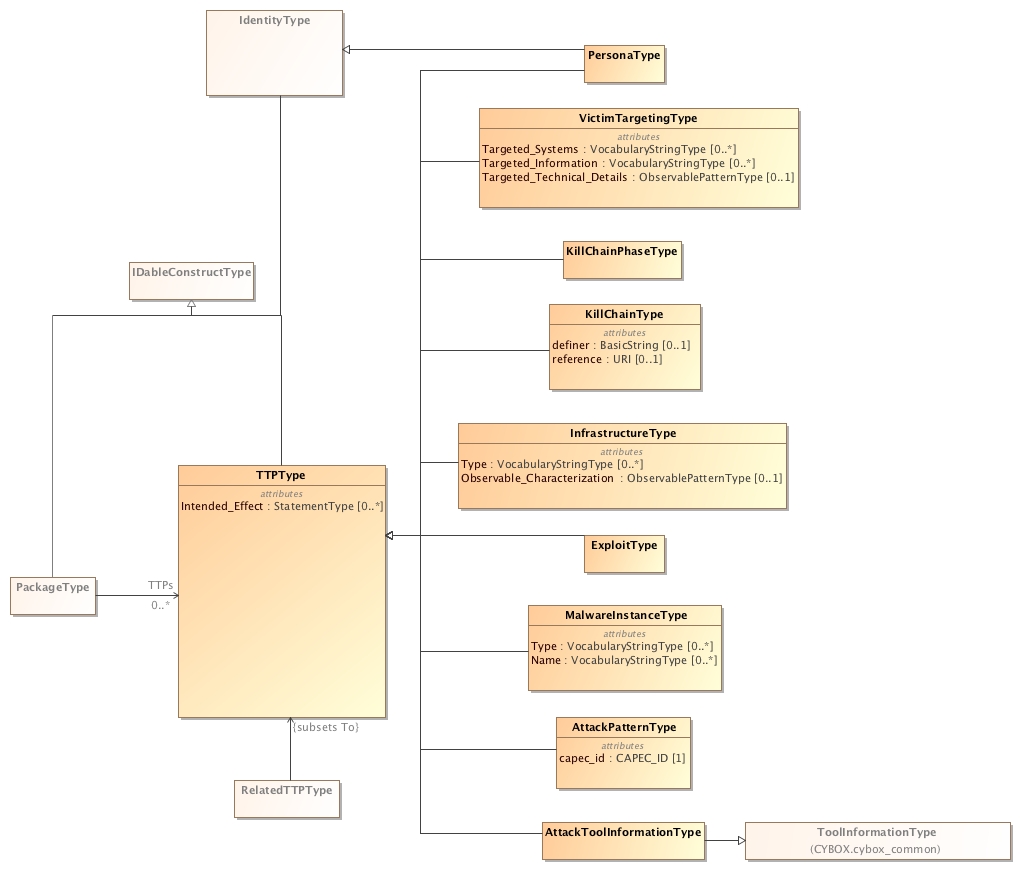 IdentityType
PersonaType
VictimTargetingType
attributes
Targeted_Systems : VocabularyStringType [0..*]
Targeted_Information : VocabularyStringType [0..*]
Targeted_Technical_Details : ObservablePatternType [0..1]
KillChainPhaseType
IDableConstructType
KillChainType
attributes
definer : BasicString [0..1]
reference : URI [0..1]
InfrastructureType
attributes
Type : VocabularyStringType [0..*]
Observable_Characterization : ObservablePatternType [0..1]
TTPType
attributes
Intended_Effect : StatementType [0..*]
ExploitType
PackageType
TTPs
0..*
MalwareInstanceType
attributes
Type : VocabularyStringType [0..*]
Name : VocabularyStringType [0..*]
{subsets To}
AttackPatternType
attributes
capec_id : CAPEC_ID [1]
RelatedTTPType
AttackToolInformationType
ToolInformationType
(CYBOX.cybox_common)